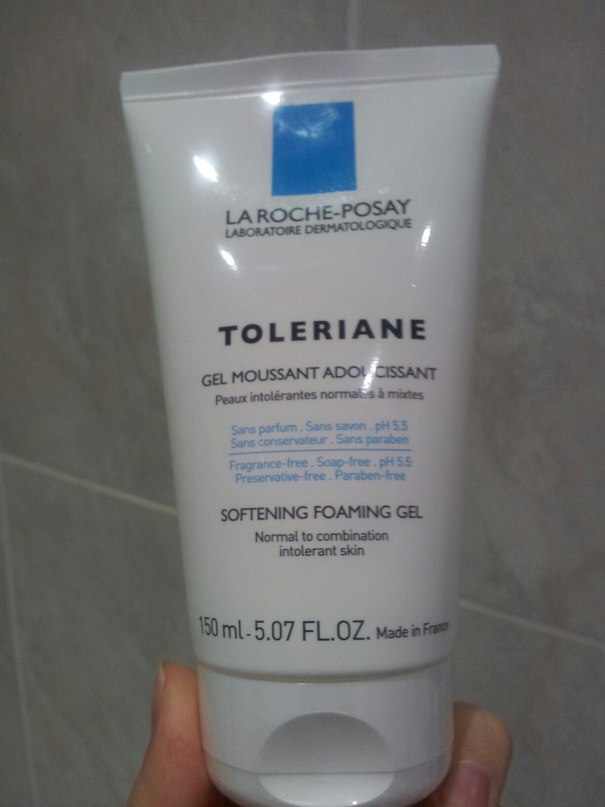 LA ROCHE-POSAY
LABORATOIRE DERMATOLOGIQUE
TOLERIANE
GEL MOUSSANT ADOUCISSANT
Peaux intolérantes normales à mixtes
Sans parfum . Sans savon . pH 5.5
Sans conservateur . Sans paraben
Fragrance-free . Soap-free . pH 5.5
Preservative-free . Paraben-free
SOFTENING FOAMING GEL
Normal to combination
intolerant skin
150 ml - 5.07 FL.OZ. Made in France